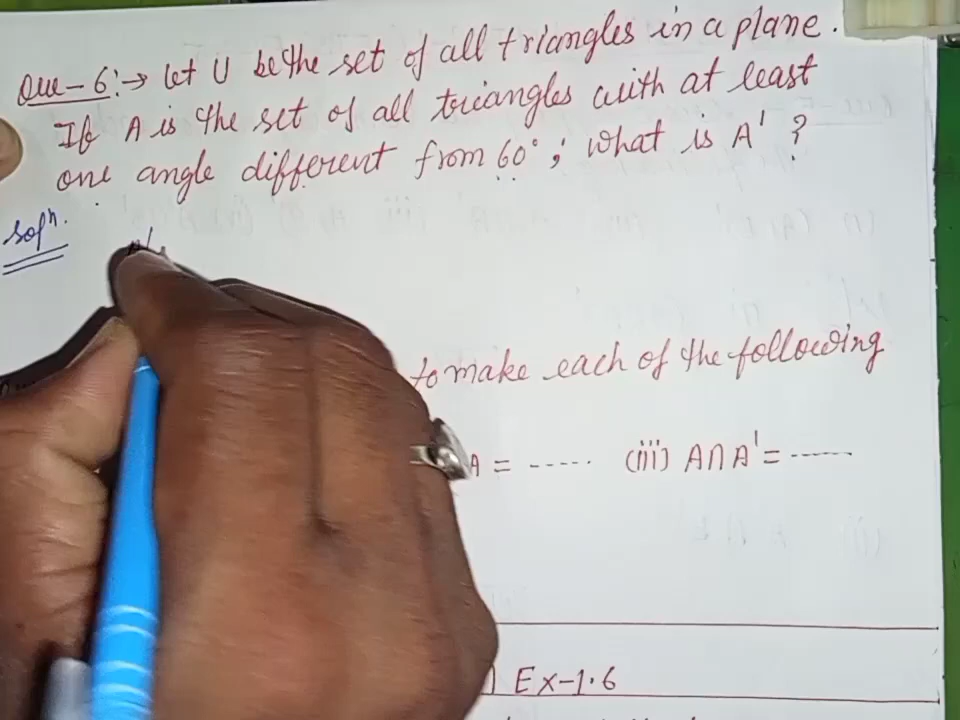 Que-6:→ Let U be the set of all triangles in a plane.
If A is the set of all triangles with at least
one angle different from 60°; what is A' ?
Solⁿ.
to make each of the following
A = ..... (iii) A∩A' = ......
Ex-1.6